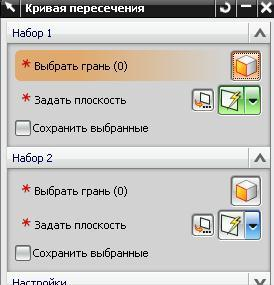 Кривая пересечения
Набор 1
* Выбрать грань (0)
* Задать плоскость
Сохранить выбранные
Набор 2
* Выбрать грань (0)
* Задать плоскость
Сохранить выбранные
Настройки